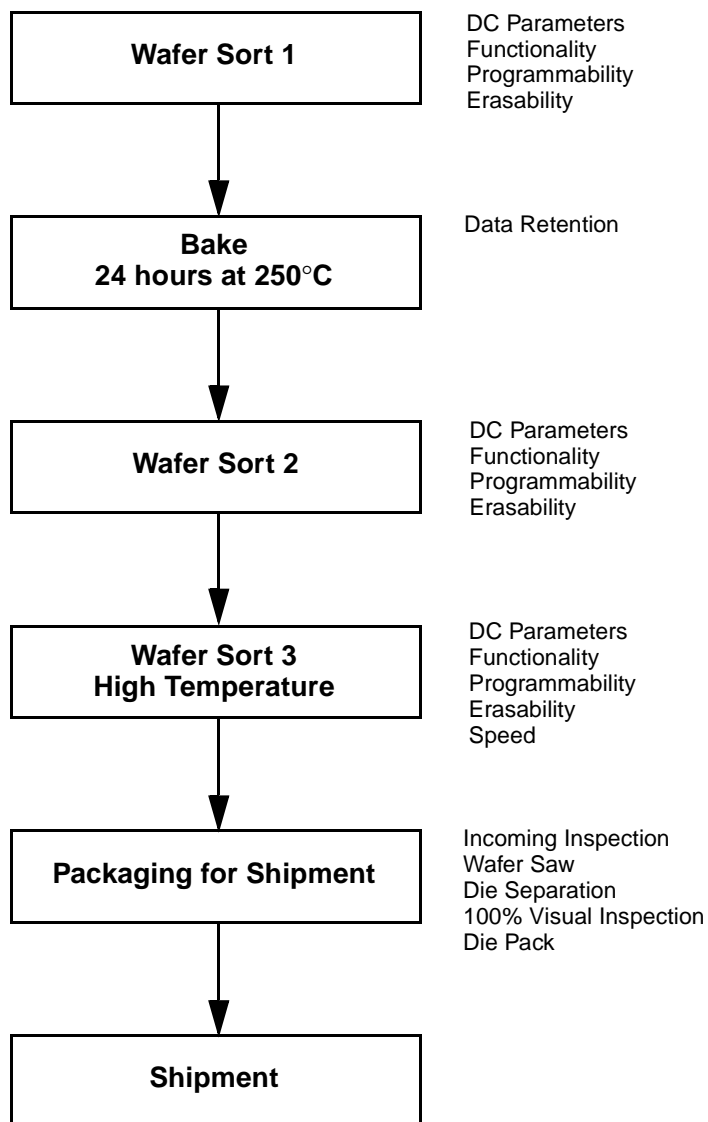 Wafer Sort 1
DC Parameters
Functionality
Programmability
Erasability
Bake
24 hours at 250°C
Data Retention
Wafer Sort 2
DC Parameters
Functionality
Programmability
Erasability
Wafer Sort 3
High Temperature
DC Parameters
Functionality
Programmability
Erasability
Speed
Packaging for Shipment
Incoming Inspection
Wafer Saw
Die Separation
100% Visual Inspection
Die Pack
Shipment